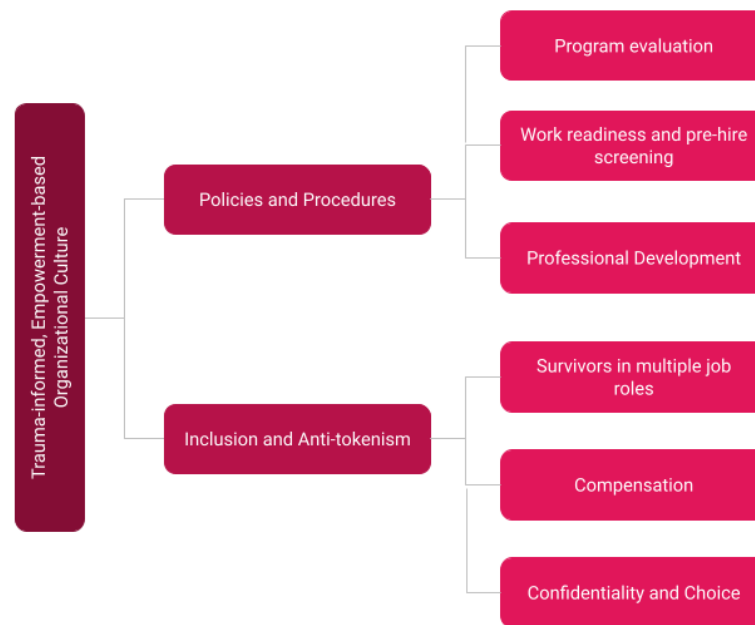 Trauma-informed, Empowerment-based
Organizational Culture
Policies and Procedures
Program evaluation
Work readiness and pre-hire
screening
Professional Development
Inclusion and Anti-tokenism
Survivors in multiple job
roles
Compensation
Confidentiality and Choice